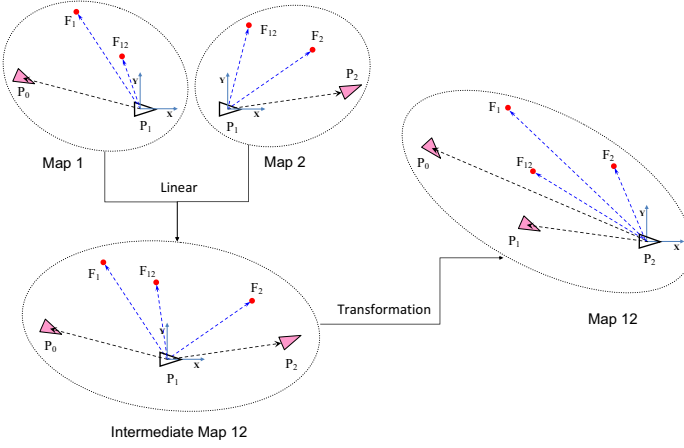 F1
F12
P0
Y
X
P1
Map 1
F12
F2
P2
Y
X
P1
Map 2
Linear
F1
F12
F2
P0
Y
X
P1
P2
Intermediate Map 12
Transformation
F1
P0
F12
F2
P1
Y
X
P2
Map 12